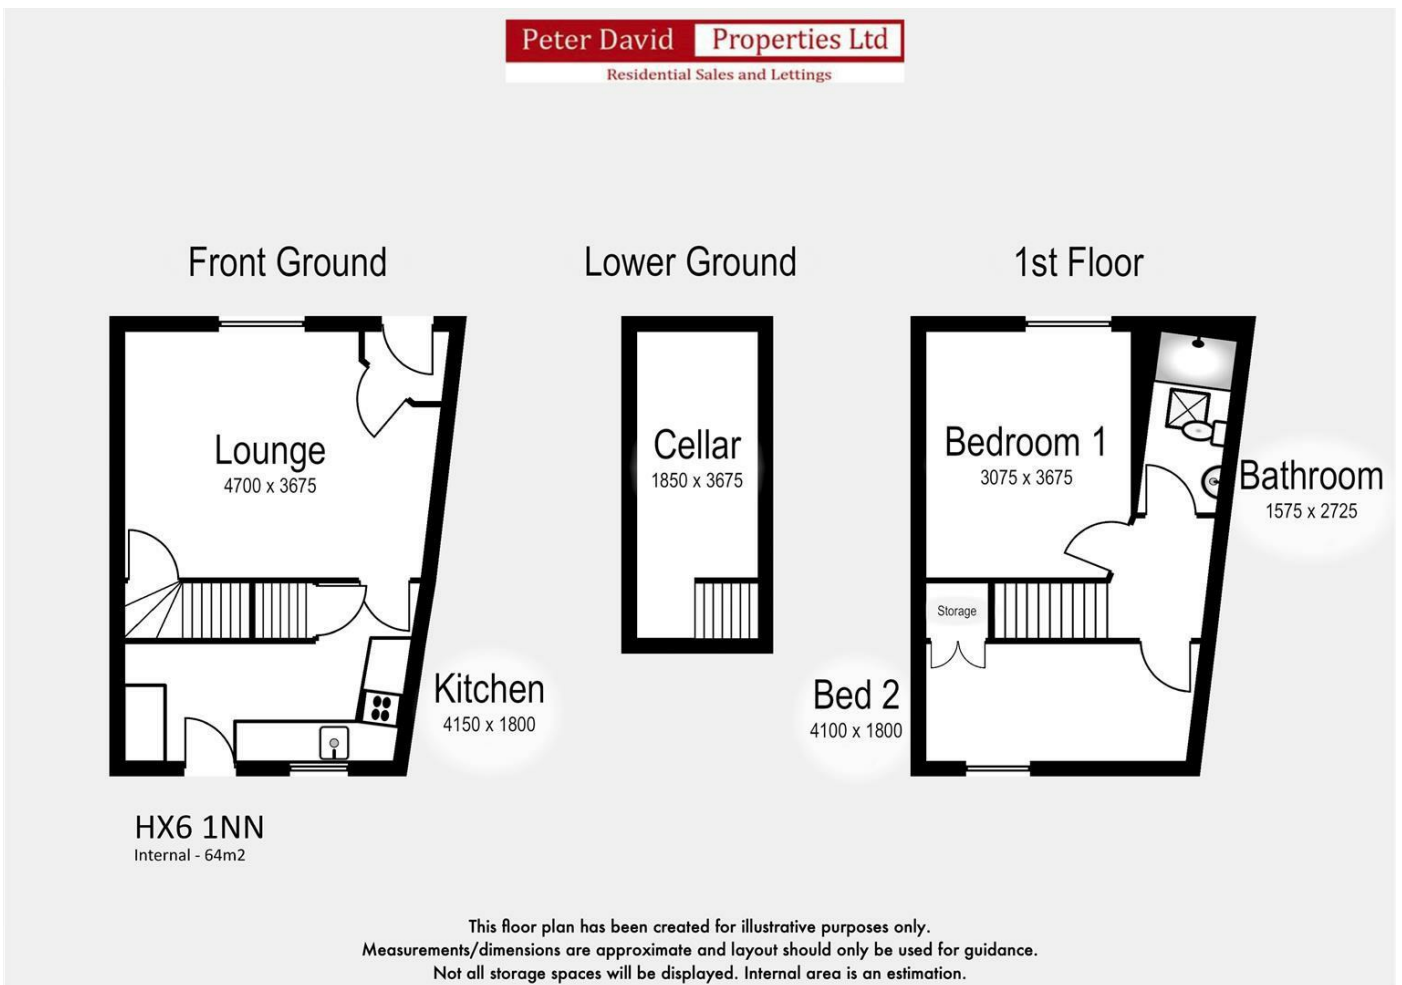 Peter David Properties Ltd
Residential Sales and Lettings
Front Ground
Lower Ground
1st Floor
Lounge
4700 x 3675
Cellar
1850 x 3675
Bedroom 1
3075 x 3675
Bathroom
1575 x 2725
Storage
Kitchen
4150 x 1800
Bed 2
4100 x 1800
HX6 1NN
Internal - 64m2
This floor plan has been created for illustrative purposes only.
Measurements/dimensions are approximate and layout should only be used for guidance.
Not all storage spaces will be displayed. Internal area is an estimation.